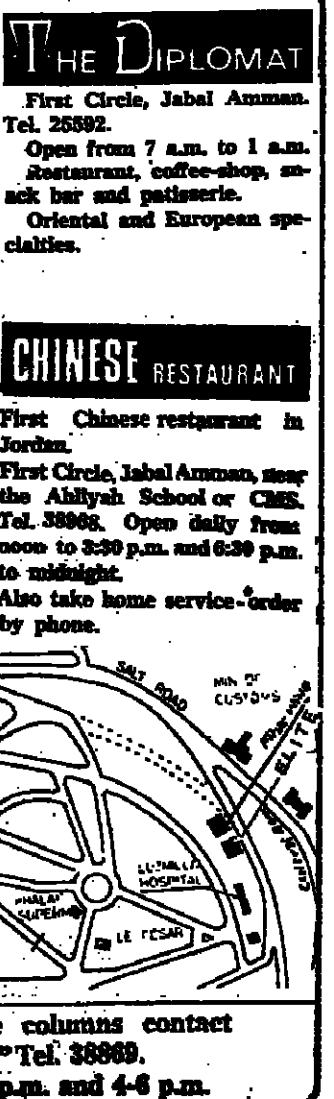 THE DIPLOMAT
First Circle, Jabal Amman.
Tel. 25592.
Open from 7 a.m. to 1 a.m.
Restaurant, coffee-shop, sn-
ack bar and patisserie.
Oriental and European spe-
cialties.
CHINESE RESTAURANT
First Chinese restaurant in
Jordan.
First Circle, Jabal Amman, near
the Ahliyah School or CMS.
Tel. 38968. Open daily from
noon to 3:30 p.m. and 6:30 p.m.
to midnight.
Also take home service-order
by phone.
SALT ROAD
MIN OF
CUSTOMS
ELITE
HOSPITAL
LE CESAR
columns contact
" Tel. 38869.
p.m. and 4-6 p.m.